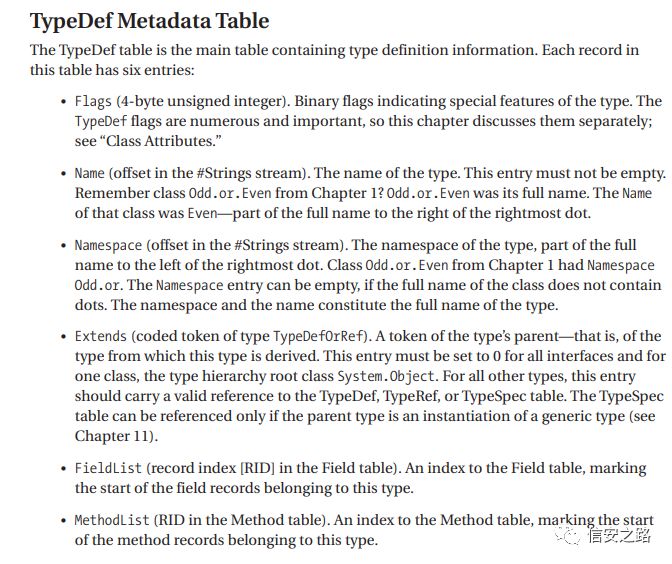 TypeDef Metadata Table
The TypeDef table is the main table containing type definition information. Each record in
this table has six entries:
• Flags (4-byte unsigned integer). Binary flags indicating special features of the type. The
TypeDef flags are numerous and important, so this chapter discusses them separately;
see “Class Attributes.”
• Name (offset in the #Strings stream). The name of the type. This entry must not be empty.
Remember class Odd.or.Even from Chapter 1? Odd.or.Even was its full name. The Name
of that class was Even—part of the full name to the right of the rightmost dot.
• Namespace (offset in the #Strings stream). The namespace of the type, part of the full
name to the left of the rightmost dot. Class Odd.or.Even from Chapter 1 had Namespace
Odd.or. The Namespace entry can be empty, if the full name of the class does not contain
dots. The namespace and the name constitute the full name of the type.
• Extends (coded token of type TypeDefOrRef). A token of the type’s parent—that is, of the
type from which this type is derived. This entry must be set to 0 for all interfaces and for
one class, the type hierarchy root class System.Object. For all other types, this entry
should carry a valid reference to the TypeDef, TypeRef, or TypeSpec table. The TypeSpec
table can be referenced only if the parent type is an instantiation of a generic type (see
Chapter 11).
• FieldList (record index [RID] in the Field table). An index to the Field table, marking
the start of the field records belonging to this type.
• MethodList (RID in the Method table). An index to the Method table, marking the start
of the method records belonging to this type.
信安之路